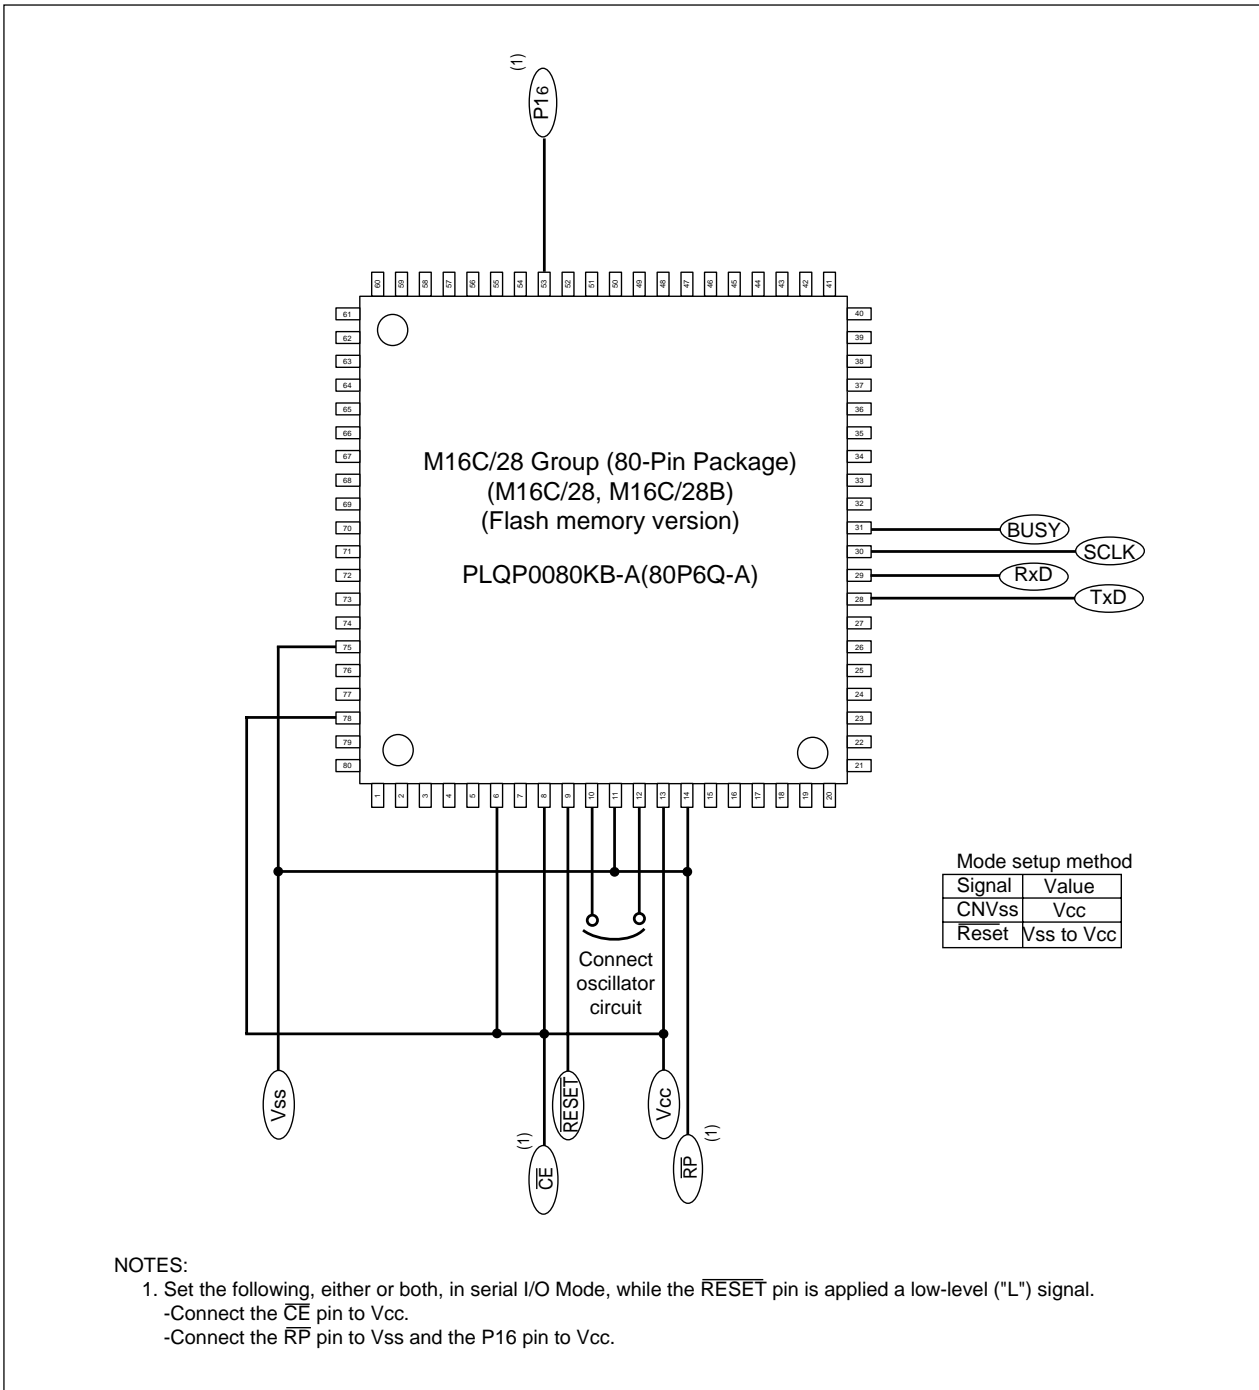 (1)
P16
60 59 58 57 56 55 54 53 52 51 50 49 48 47 46 45 44 43 42 41
61
62
63
64
65
66
67
68
69
70
71
72
73
74
75
76
77
78
79
80
40
39
38
37
36
35
34
33
32
31
30
29
28
27
26
25
24
23
22
21
M16C/28 Group (80-Pin Package)
(M16C/28, M16C/28B)
(Flash memory version)
PLQP0080KB-A(80P6Q-A)
BUSY
SCLK
RxD
TxD
1 2 3 4 5 6 7 8 9 10 11 12 13 14 15 16 17 18 19 20
Mode setup method
Signal Value
CNVss Vcc
Reset Vss to Vcc
Connect
oscillator
circuit
Vss
RESET
Vcc
(1)
CE
(1)
RP
NOTES:
1. Set the following, either or both, in serial I/O Mode, while the RESET pin is applied a low-level ("L") signal.
-Connect the CE pin to Vcc.
-Connect the RP pin to Vss and the P16 pin to Vcc.